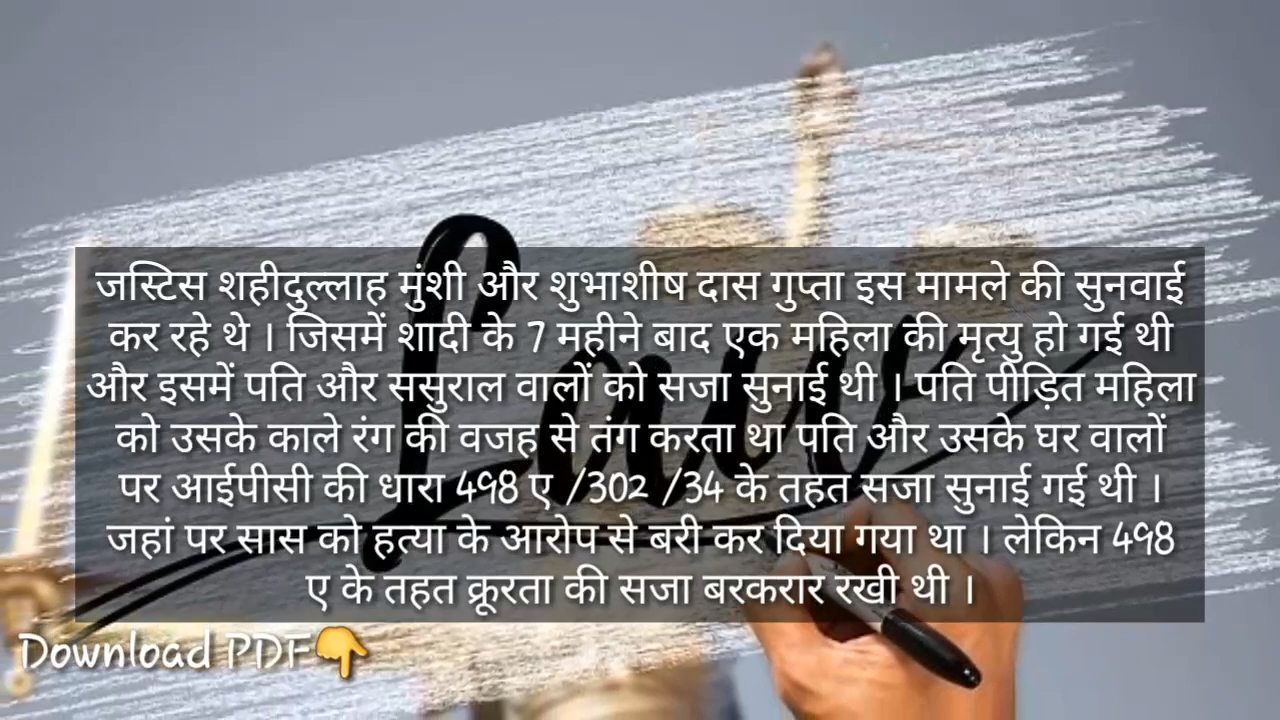 Laws
जस्टिस शहीदुल्लाह मुंशी और शुभाशीष दास गुप्ता इस मामले की सुनवाई
कर रहे थे । जिसमें शादी के 7 महीने बाद एक महिला की मृत्यु हो गई थी
और इसमें पति और ससुराल वालों को सजा सुनाई थी । पति पीड़ित महिला
को उसके काले रंग की वजह से तंग करता था पति और उसके घर वालों
पर आईपीसी की धारा 498 ए /302 /34 के तहत सजा सुनाई गई थी ।
जहां पर सास को हत्या के आरोप से बरी कर दिया गया था । लेकिन 498
ए के तहत क्रूरता की सजा बरकरार रखी थी ।
Download PDF👇